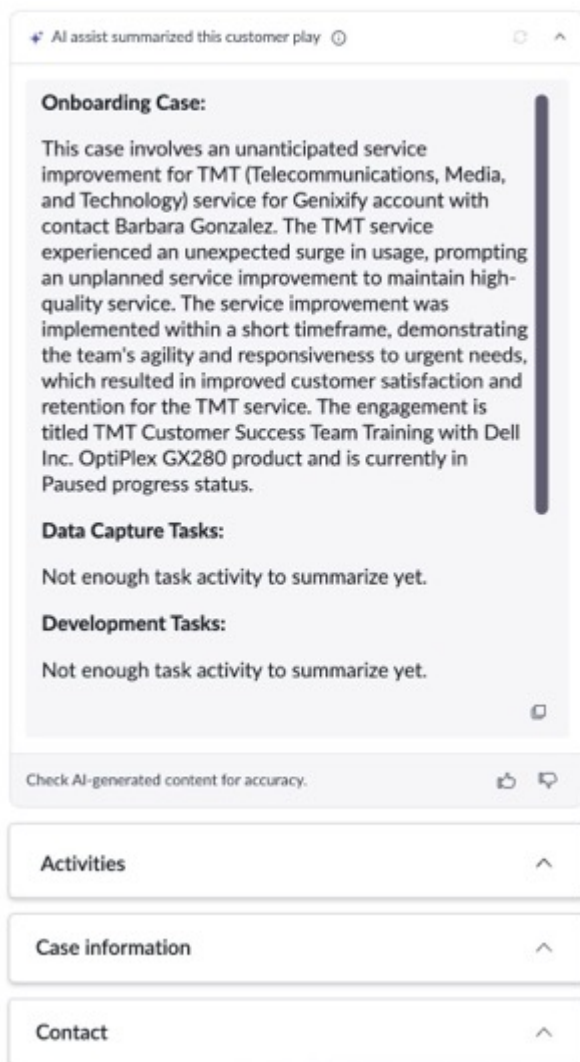 AI assist summarized this customer play
Onboarding Case:
This case involves an unanticipated service
improvement for TMT (Telecommunications, Media,
and Technology) service for Genixify account with
contact Barbara Gonzalez. The TMT service
experienced an unexpected surge in usage, prompting
an unplanned service improvement to maintain high-
quality service. The service improvement was
implemented within a short timeframe, demonstrating
the team's agility and responsiveness to urgent needs,
which resulted in improved customer satisfaction and
retention for the TMT service. The engagement is
titled TMT Customer Success Team Training with Dell
Inc. OptiPlex GX280 product and is currently in
Paused progress status.
Data Capture Tasks:
Not enough task activity to summarize yet.
Development Tasks:
Not enough task activity to summarize yet.
Check AI-generated content for accuracy.
Activities
Case information
Contact